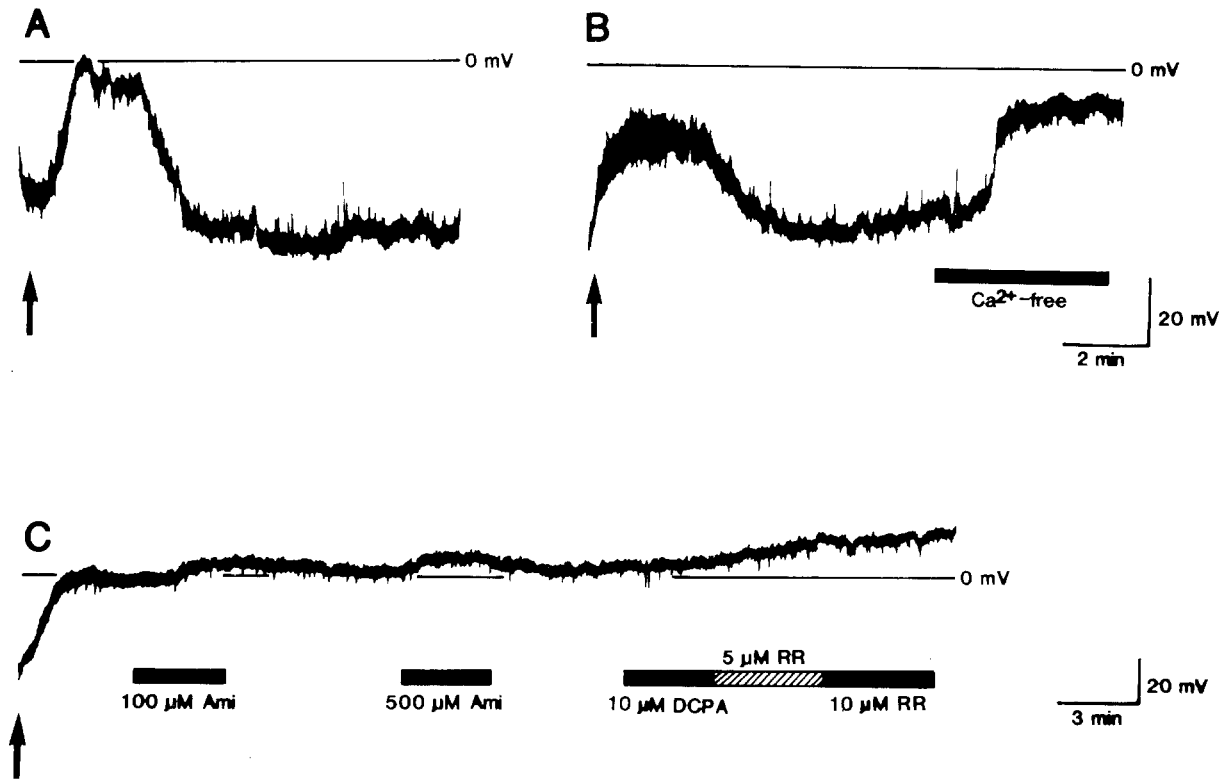 A
0 mV
B
0 mV
Ca2+-free
20 mV
2 min
C
0 mV
5 µM RR
100 µM Ami
500 µM Ami
10 µM DCPA
10 µM RR
20 mV
3 min